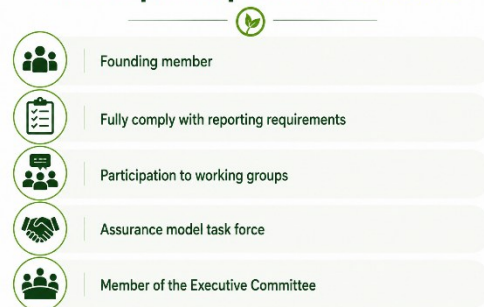 Founding member
Fully comply with reporting requirements
Participation to working groups
Assurance model task force
Member of the Executive Committee